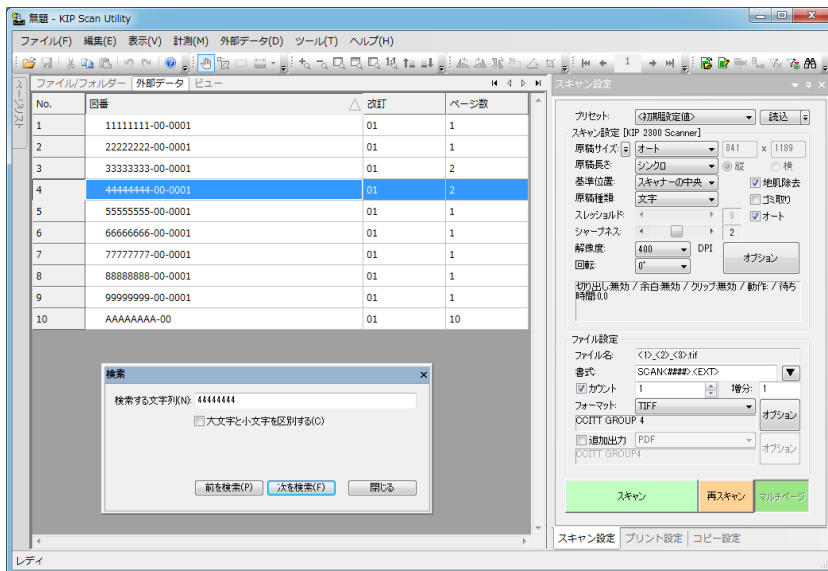 無題 - KIP Scan Utility
ファイル(F) 編集(E) 表示(V) 計測(M) 外部データ(D) ツール(T) ヘルプ(H)
1
ページリスト
ファイル/フォルダー 外部データ ビュー
No. 図番 改訂 ページ数
1 11111111-00-0001 01 1
2 22222222-00-0001 01 1
3 33333333-00-0001 01 2
4 44444444-00-0001 01 2
5 55555555-00-0001 01 1
6 66666666-00-0001 01 1
7 77777777-00-0001 01 1
8 88888888-00-0001 01 1
9 99999999-00-0001 01 1
10 AAAAAAAA-00 01 10
検索
検索する文字列(N): 44444444
大文字と小文字を区別する(C)
前を検索(P) 次を検索(F) 閉じる
スキャン設定
プリセット: <初期設定値> 読込
スキャン設定 [KIP 2300 Scanner]
原稿サイズ: オート 841 x 1189
原稿長さ: シンクロ 縦 横
基準位置: スキャナーの中央 地肌除去
原稿種類: 文字 ゴミ取り
スレッショルド: 9 オート
シャープネス: 2
解像度: 400 DPI
回転: 0° オプション
切り出し:無効 / 余白:無効 / クリップ:無効 / 動作: / 待ち
時間:0.0
ファイル設定
ファイル名: <1>_<2>_<3>.tif
書式: SCAN<####>.<EXT>
カウント 1 増分: 1
フォーマット: TIFF オプション
CCITT GROUP 4
追加出力 PDF オプション
CCITT GROUP4
スキャン 再スキャン マルチページ
スキャン設定 プリント設定 コピー設定
レディ